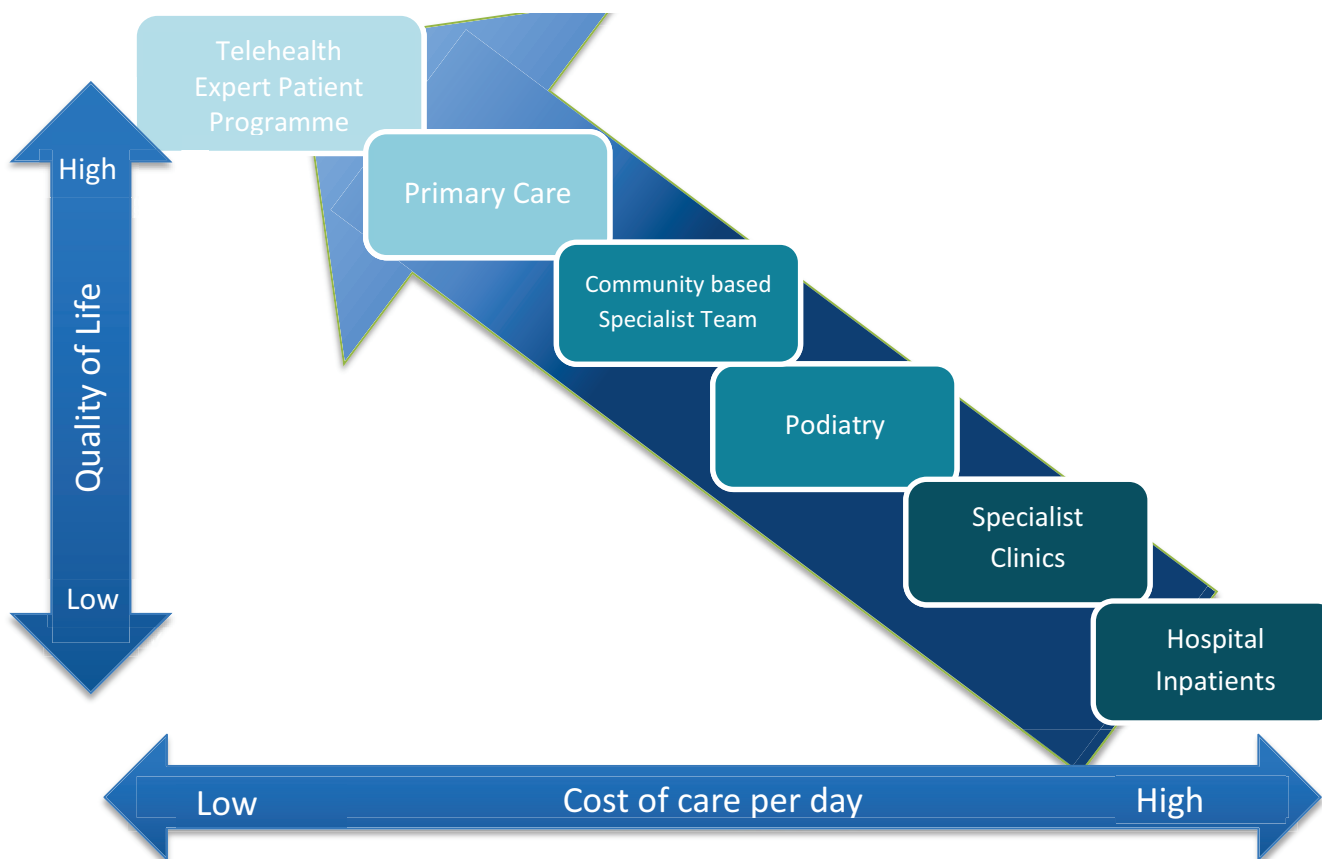 Telehealth
Expert Patient
Programme
High
Primary Care
Community based
Specialist Team
Quality of Life
Podiatry
Specialist
Clinics
Low
Hospital
Inpatients
Low
Cost of care per day
High